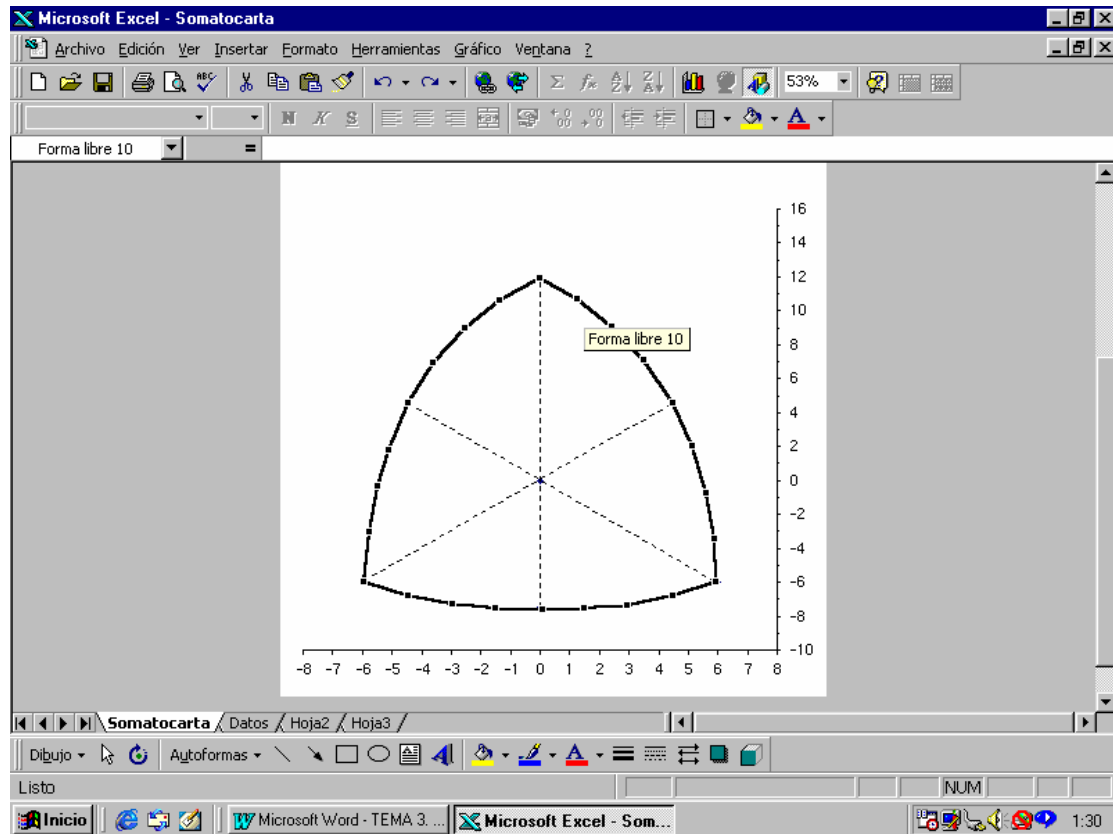 Microsoft Excel - Somatocarta
Archivo Edición Ver Insertar Formato Herramientas Gráfico Ventana ?
ABC Σ fx A Z Z A 53% ?
N K S
Forma libre 10 =
16
14
12
10
Forma libre 10
8
6
4
2
0
-2
-4
-6
-8
-10
-8 -7 -6 -5 -4 -3 -2 -1 0 1 2 3 4 5 6 7 8
Somatocarta Datos Hoja2 Hoja3
Dibujo Autoformas A A
Listo NUM
Inicio Microsoft Word - TEMA 3. ... Microsoft Excel - Som... 1:30